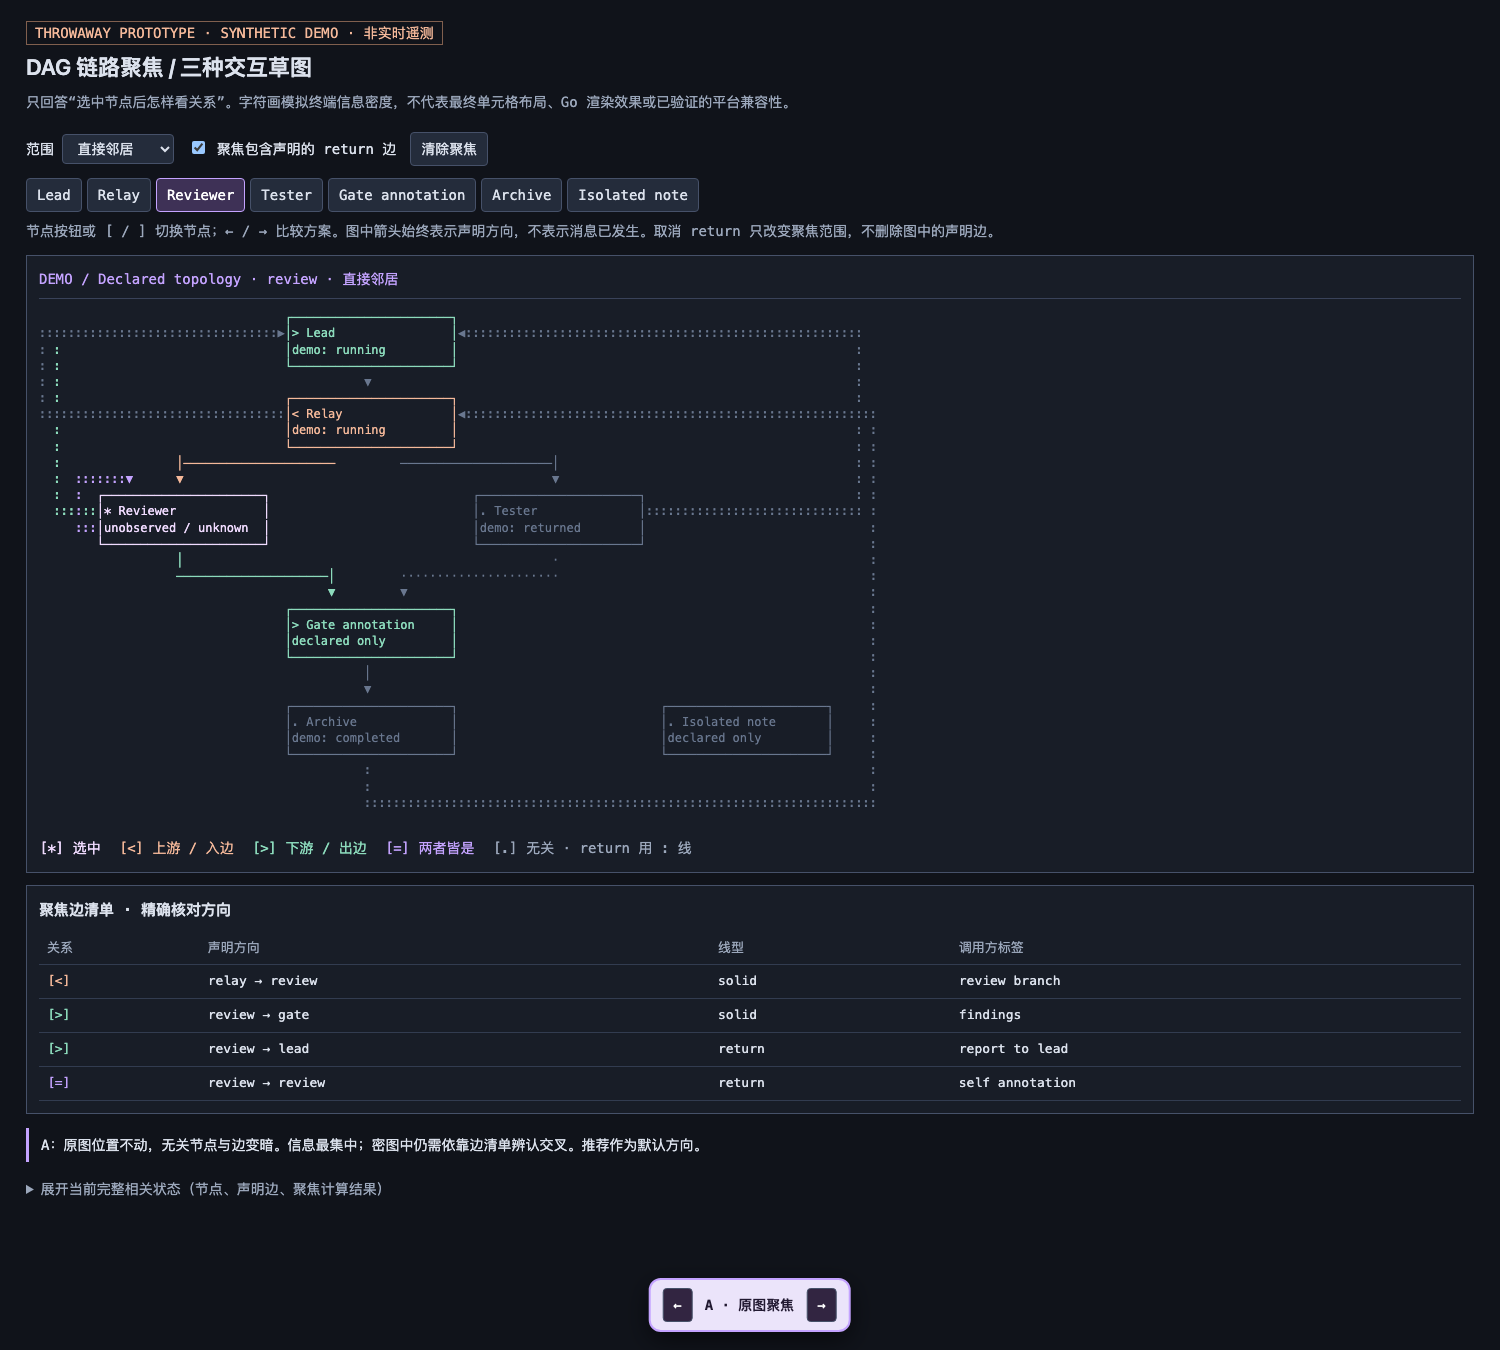 THROWAWAY PROTOTYPE · SYNTHETIC DEMO · 非实时遥测
DAG 链路聚焦 / 三种交互草图
只回答“选中节点后怎样看关系”。字符画模拟终端信息密度，不代表最终单元格布局、Go 渲染效果或已验证的平台兼容性。
范围 直接邻居 聚焦包含声明的 return 边 清除聚焦
Lead Relay Reviewer Tester Gate annotation Archive Isolated note
节点按钮或 [ / ] 切换节点；← / → 比较方案。图中箭头始终表示声明方向，不表示消息已发生。取消 return 只改变聚焦范围，不删除图中的声明边。
DEMO / Declared topology · review · 直接邻居
> Lead
demo: running
< Relay
demo: running
* Reviewer
unobserved / unknown
. Tester
demo: returned
> Gate annotation
declared only
. Archive
demo: completed
. Isolated note
declared only
[*] 选中 [<] 上游 / 入边 [>] 下游 / 出边 [=] 两者皆是 [.] 无关 · return 用 : 线
聚焦边清单 · 精确核对方向
关系 声明方向 线型 调用方标签
[<] relay → review solid review branch
[>] review → gate solid findings
[>] review → lead return report to lead
[=] review → review return self annotation
A: 原图位置不动，无关节点与边变暗。信息最集中；密图中仍需依靠边清单辨认交叉。推荐作为默认方向。
▶ 展开当前完整相关状态（节点、声明边、聚焦计算结果）
← A · 原图聚焦 →